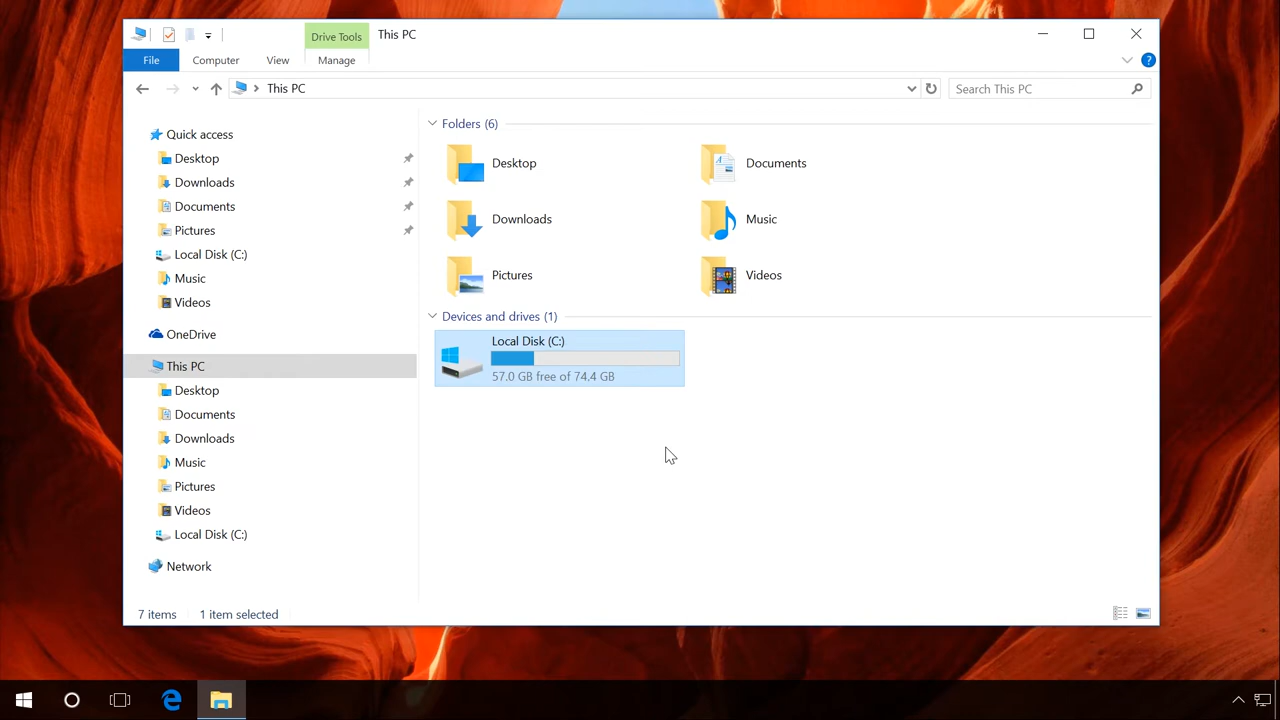 Drive Tools
This PC
File
Computer
View
Manage
?
This PC
Search This PC
Quick access
Desktop
Downloads
Documents
Pictures
Local Disk (C:)
Music
Videos
OneDrive
This PC
Desktop
Documents
Downloads
Music
Pictures
Videos
Local Disk (C:)
Network
Folders (6)
Desktop
Documents
Downloads
Music
Pictures
Videos
Devices and drives (1)
Local Disk (C:)
57.0 GB free of 74.4 GB
7 items
1 item selected